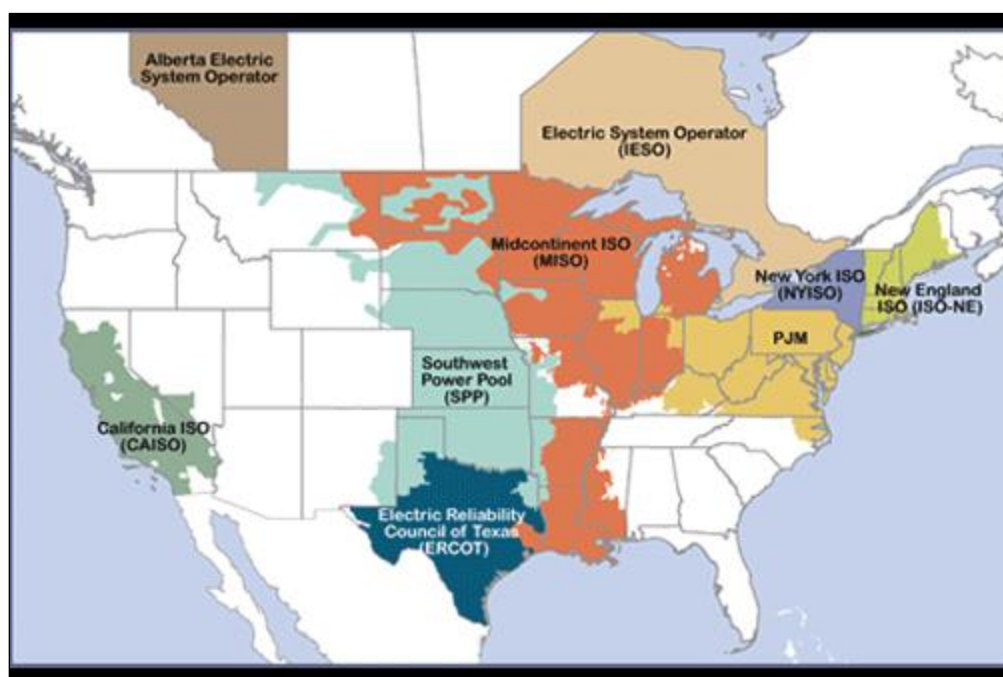 Alberta Electric
System Operator
Electric System Operator
(IESO)
Midcontinent ISO
(MISO)
New York ISO
(NYISO)
New England
ISO (ISO-NE)
PJM
Southwest
Power Pool
(SPP)
California ISO
(CAISO)
Electric Reliability
Council of Texas
(ERCOT)